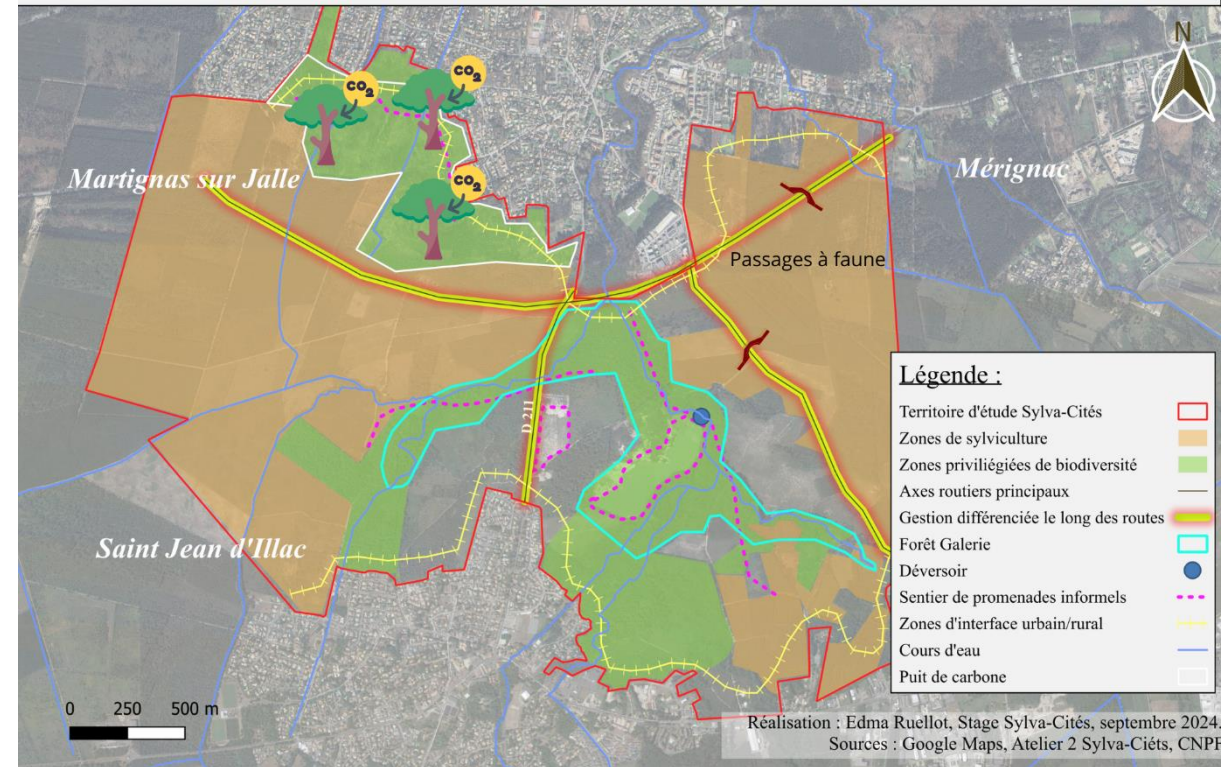 N
CO2
CO2
CO2
Martignas sur Jalle
Mérignac
Passages à faune
D 211
Saint Jean d'Illac
Légende :
Territoire d'étude Sylva-Cités
Zones de sylviculture
Zones priviliégiées de biodiversité
Axes routiers principaux
Gestion différenciée le long des routes
Forêt Galerie
Déversoir
Sentier de promenades informels
Zones d'interface urbain/rural
Cours d'eau
Puit de carbone
0 250 500 m
Réalisation : Edma Ruellot, Stage Sylva-Cités, septembre 2024.
Sources : Google Maps, Atelier 2 Sylva-Ciéts, CNPF